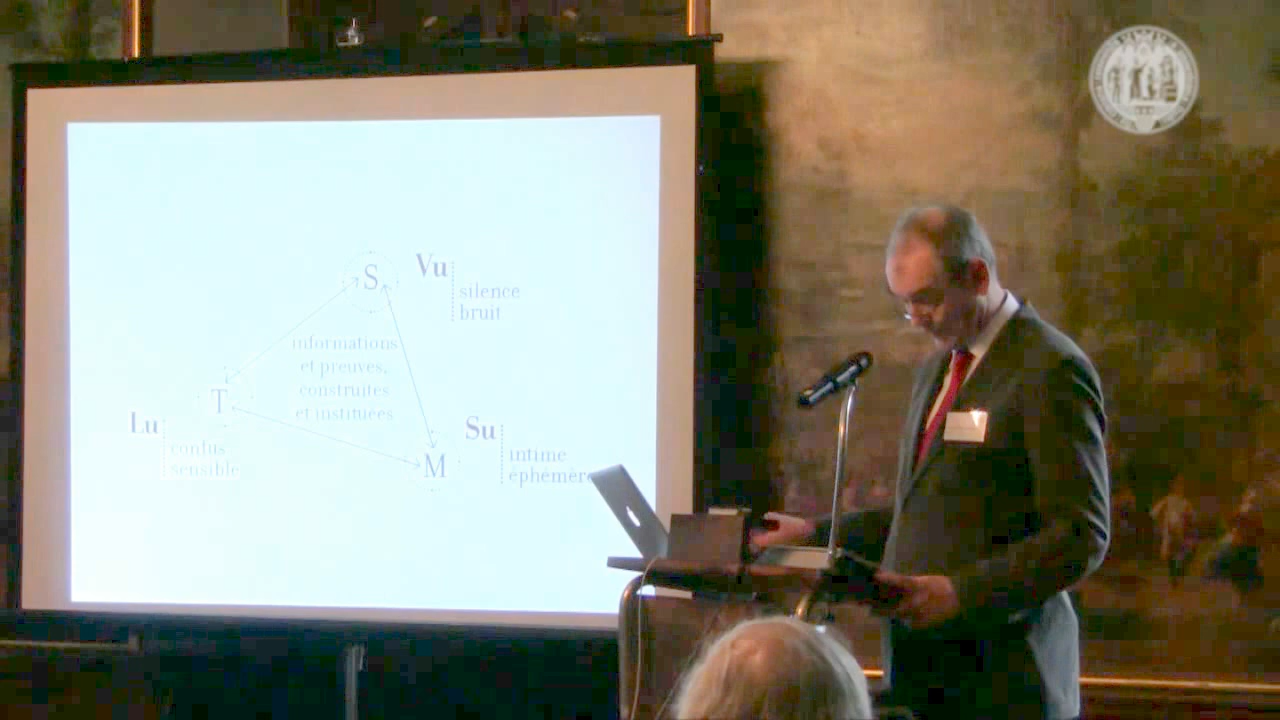 S
Vu
silence
bruit
informations
et preuves,
construites
et instituées
T
Lu
confus
sensible
M
Su
intime
éphémère